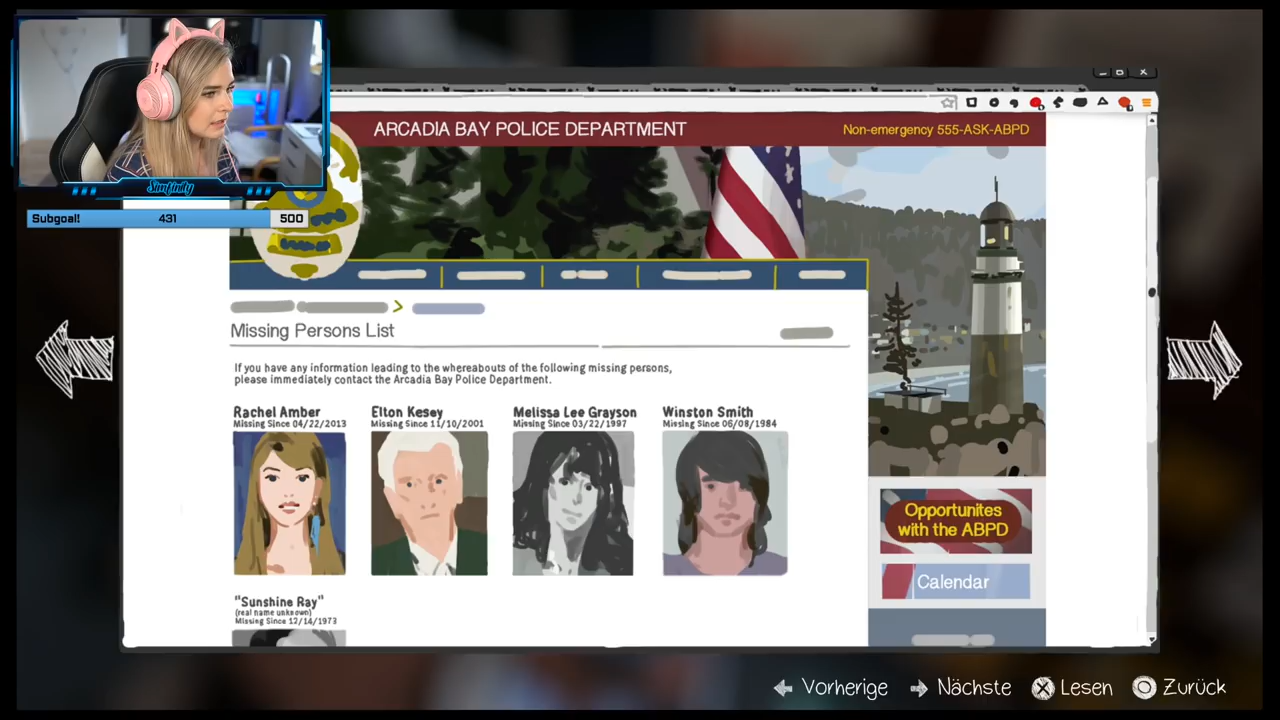 Simfinity
Subgoal! 431 500
ARCADIA BAY POLICE DEPARTMENT
Non-emergency 555-ASK-ABPD
Missing Persons List
If you have any information leading to the whereabouts of the following missing persons,
please immediately contact the Arcadia Bay Police Department.
Rachel Amber
Missing Since 04/22/2013
Elton Kesey
Missing Since 11/10/2001
Melissa Lee Grayson
Missing Since 03/22/1997
Winston Smith
Missing Since 06/08/1984
"Sunshine Ray"
(real name unknown)
Missing Since 12/14/1973
Opportunites
with the ABPD
Calendar
Vorherige Nächste Lesen Zurück